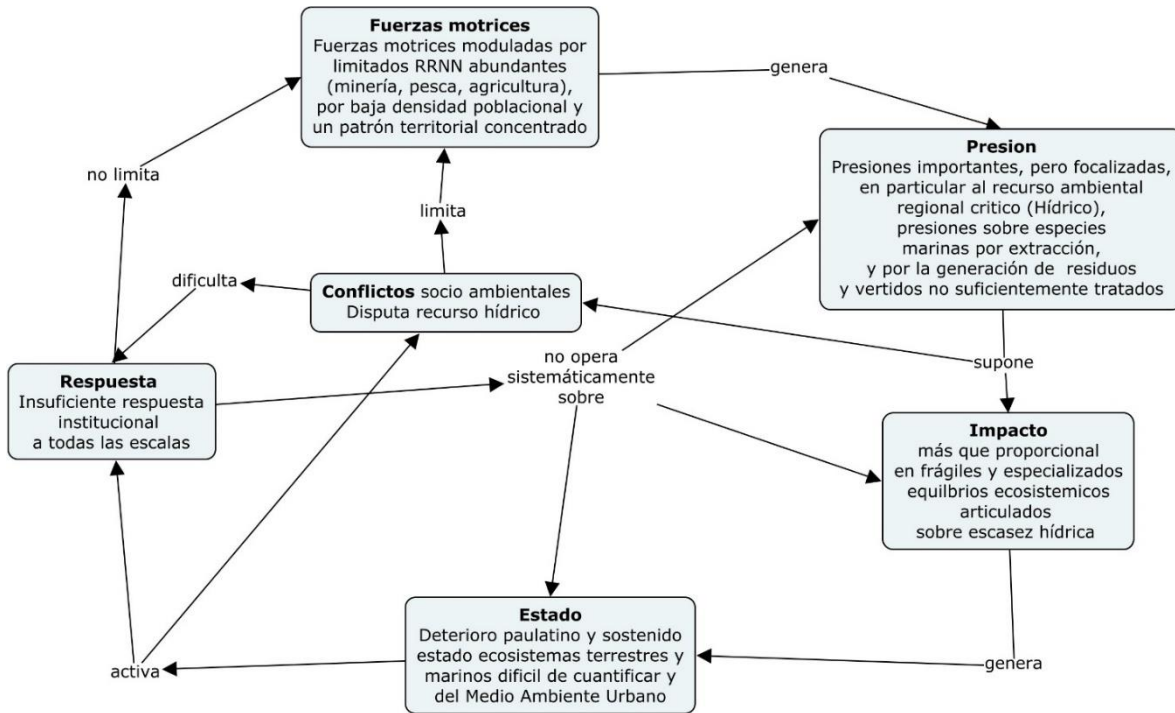 Fuerzas motrices
Fuerzas motrices moduladas por
limitados RRNN abundantes
(minería, pesca, agricultura),
por baja densidad poblacional y
un patrón territorial concentrado
genera
Presion
Presiones importantes, pero focalizadas,
en particular al recurso ambiental
regional critico (Hídrico),
presiones sobre especies
marinas por extracción,
y por la generación de residuos
y vertidos no suficientemente tratados
no limita
limita
dificulta
Conflictos socio ambientales
Disputa recurso hídrico
no opera
sistemáticamente
sobre
supone
Respuesta
Insuficiente respuesta
institucional
a todas las escalas
Impacto
más que proporcional
en frágiles y especializados
equilbrios ecosistemicos
articulados
sobre escasez hídrica
Estado
Deterioro paulatino y sostenido
estado ecosistemas terrestres y
marinos dificil de cuantificar y
del Medio Ambiente Urbano
activa
genera